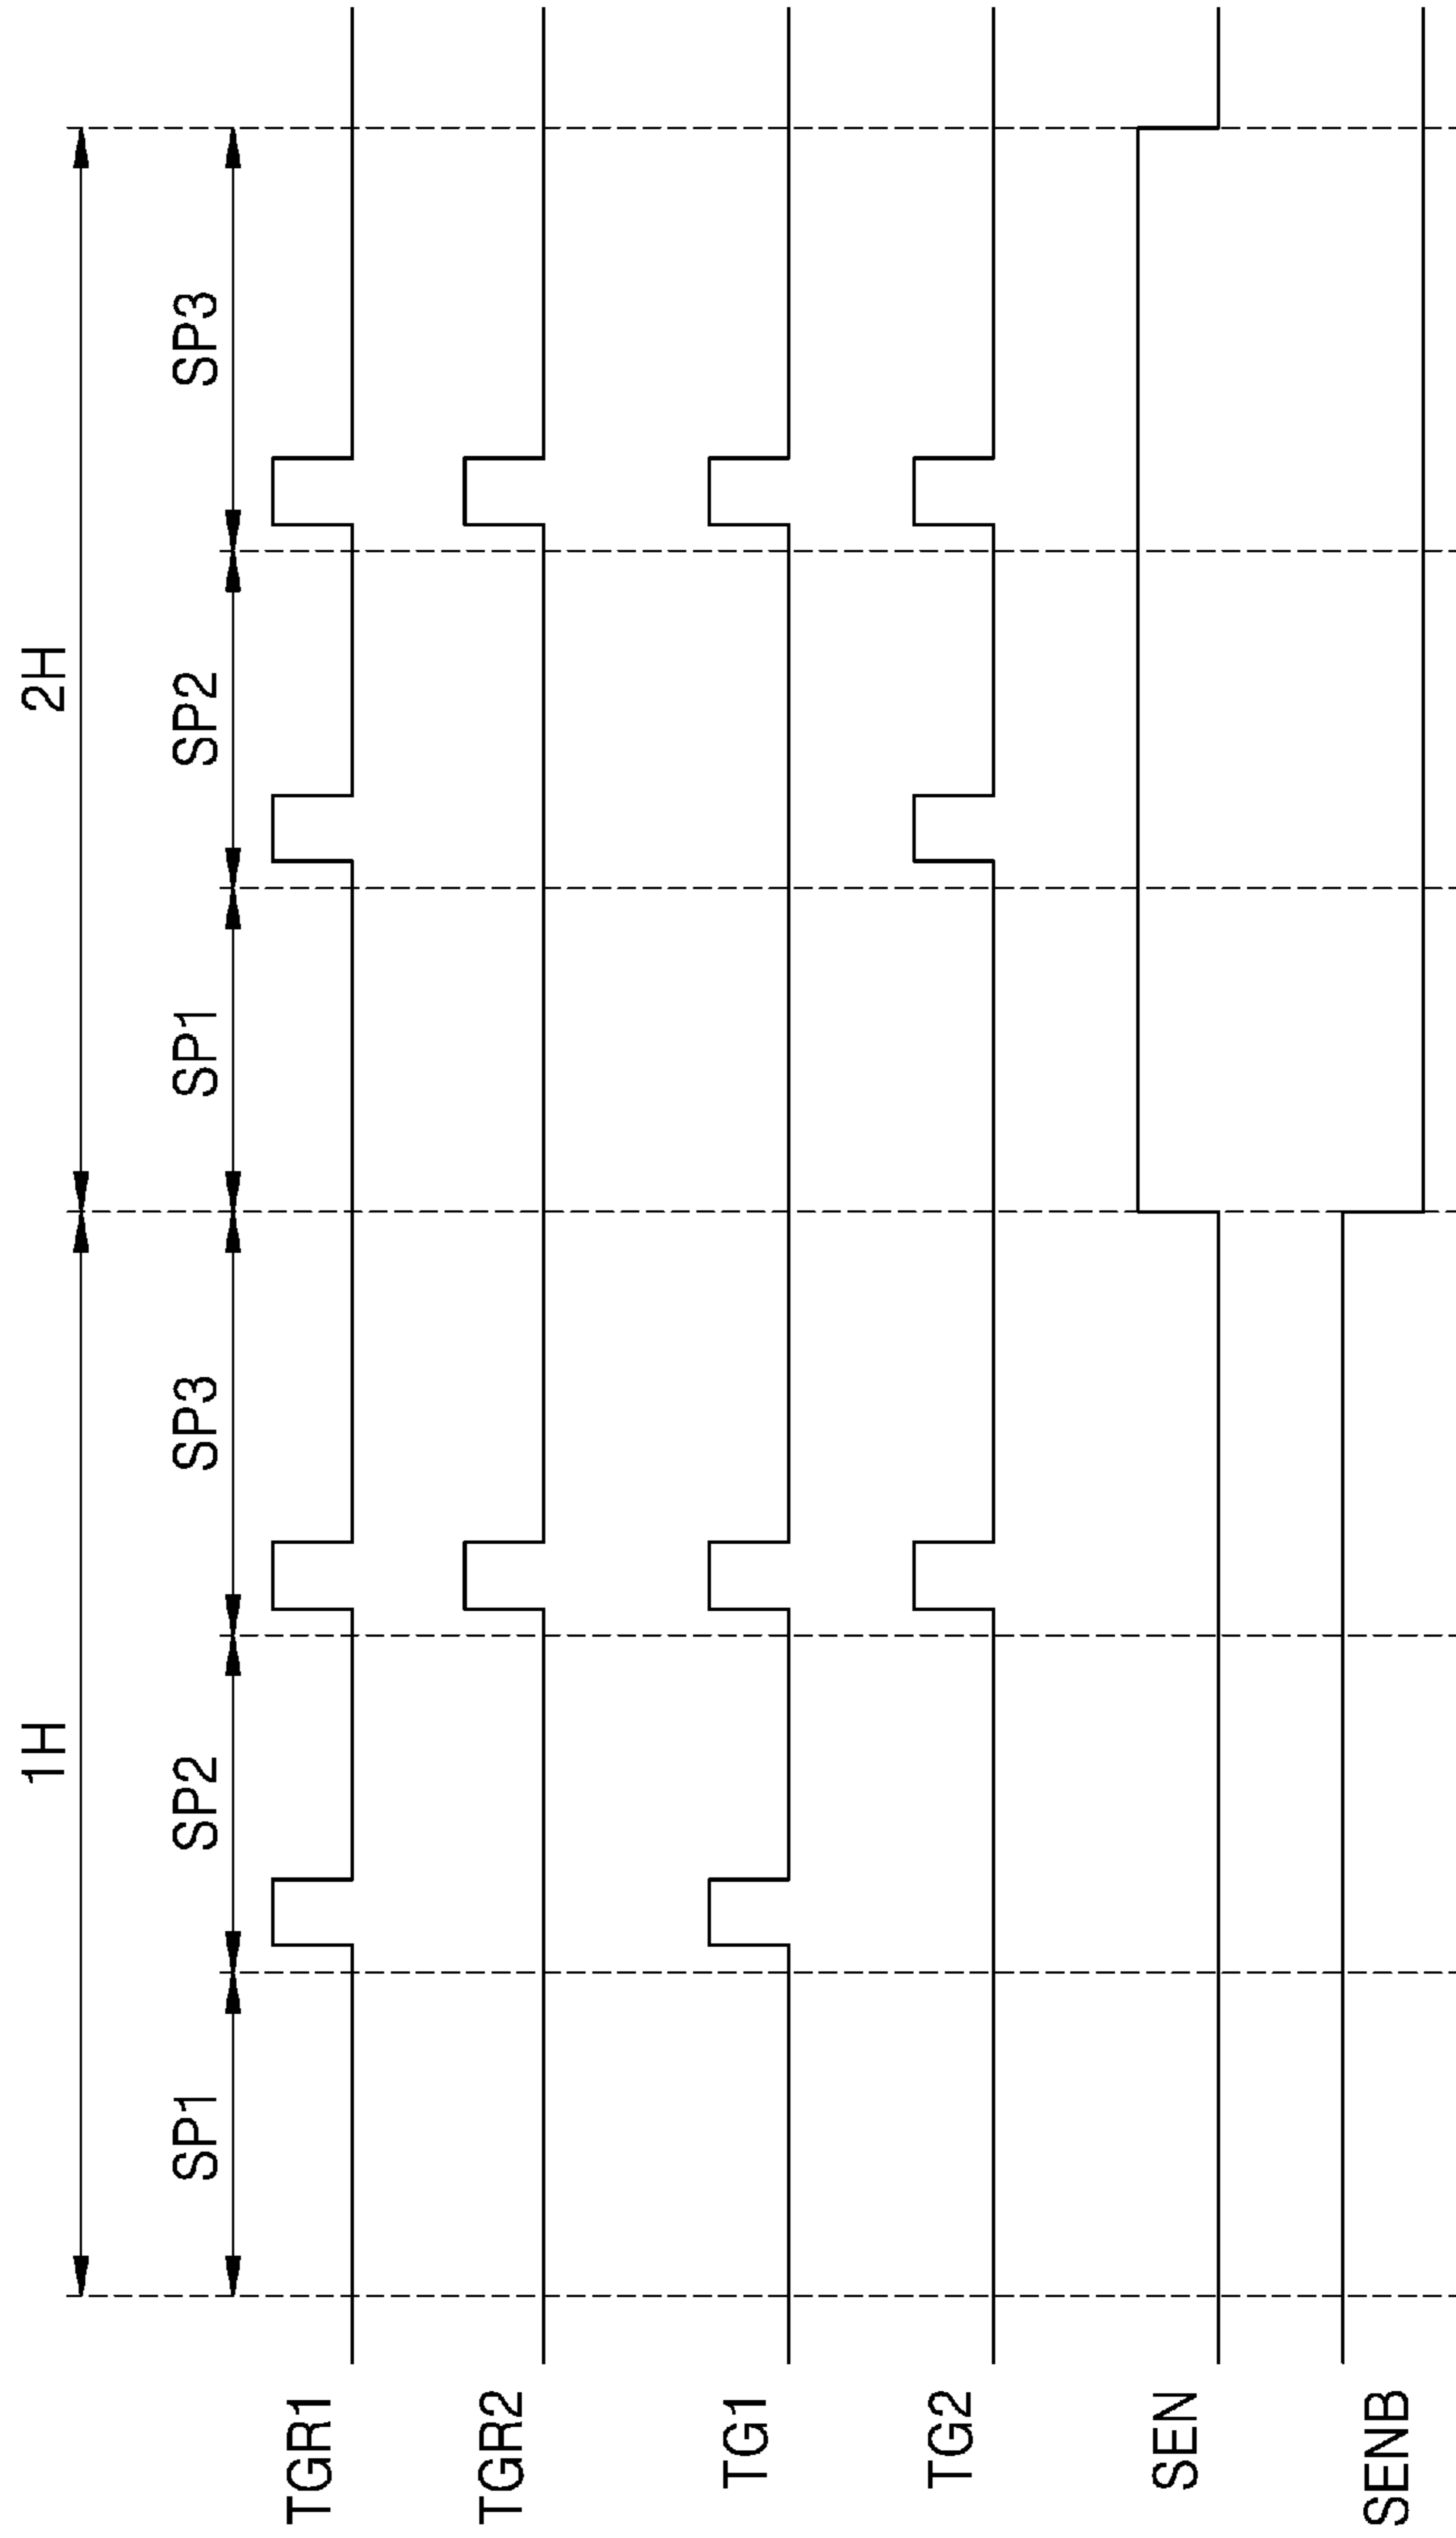 1H 2H
SP1 SP2 SP3 SP1 SP2 SP3
TGR1
TGR2
TG1
TG2
SEN
SENB